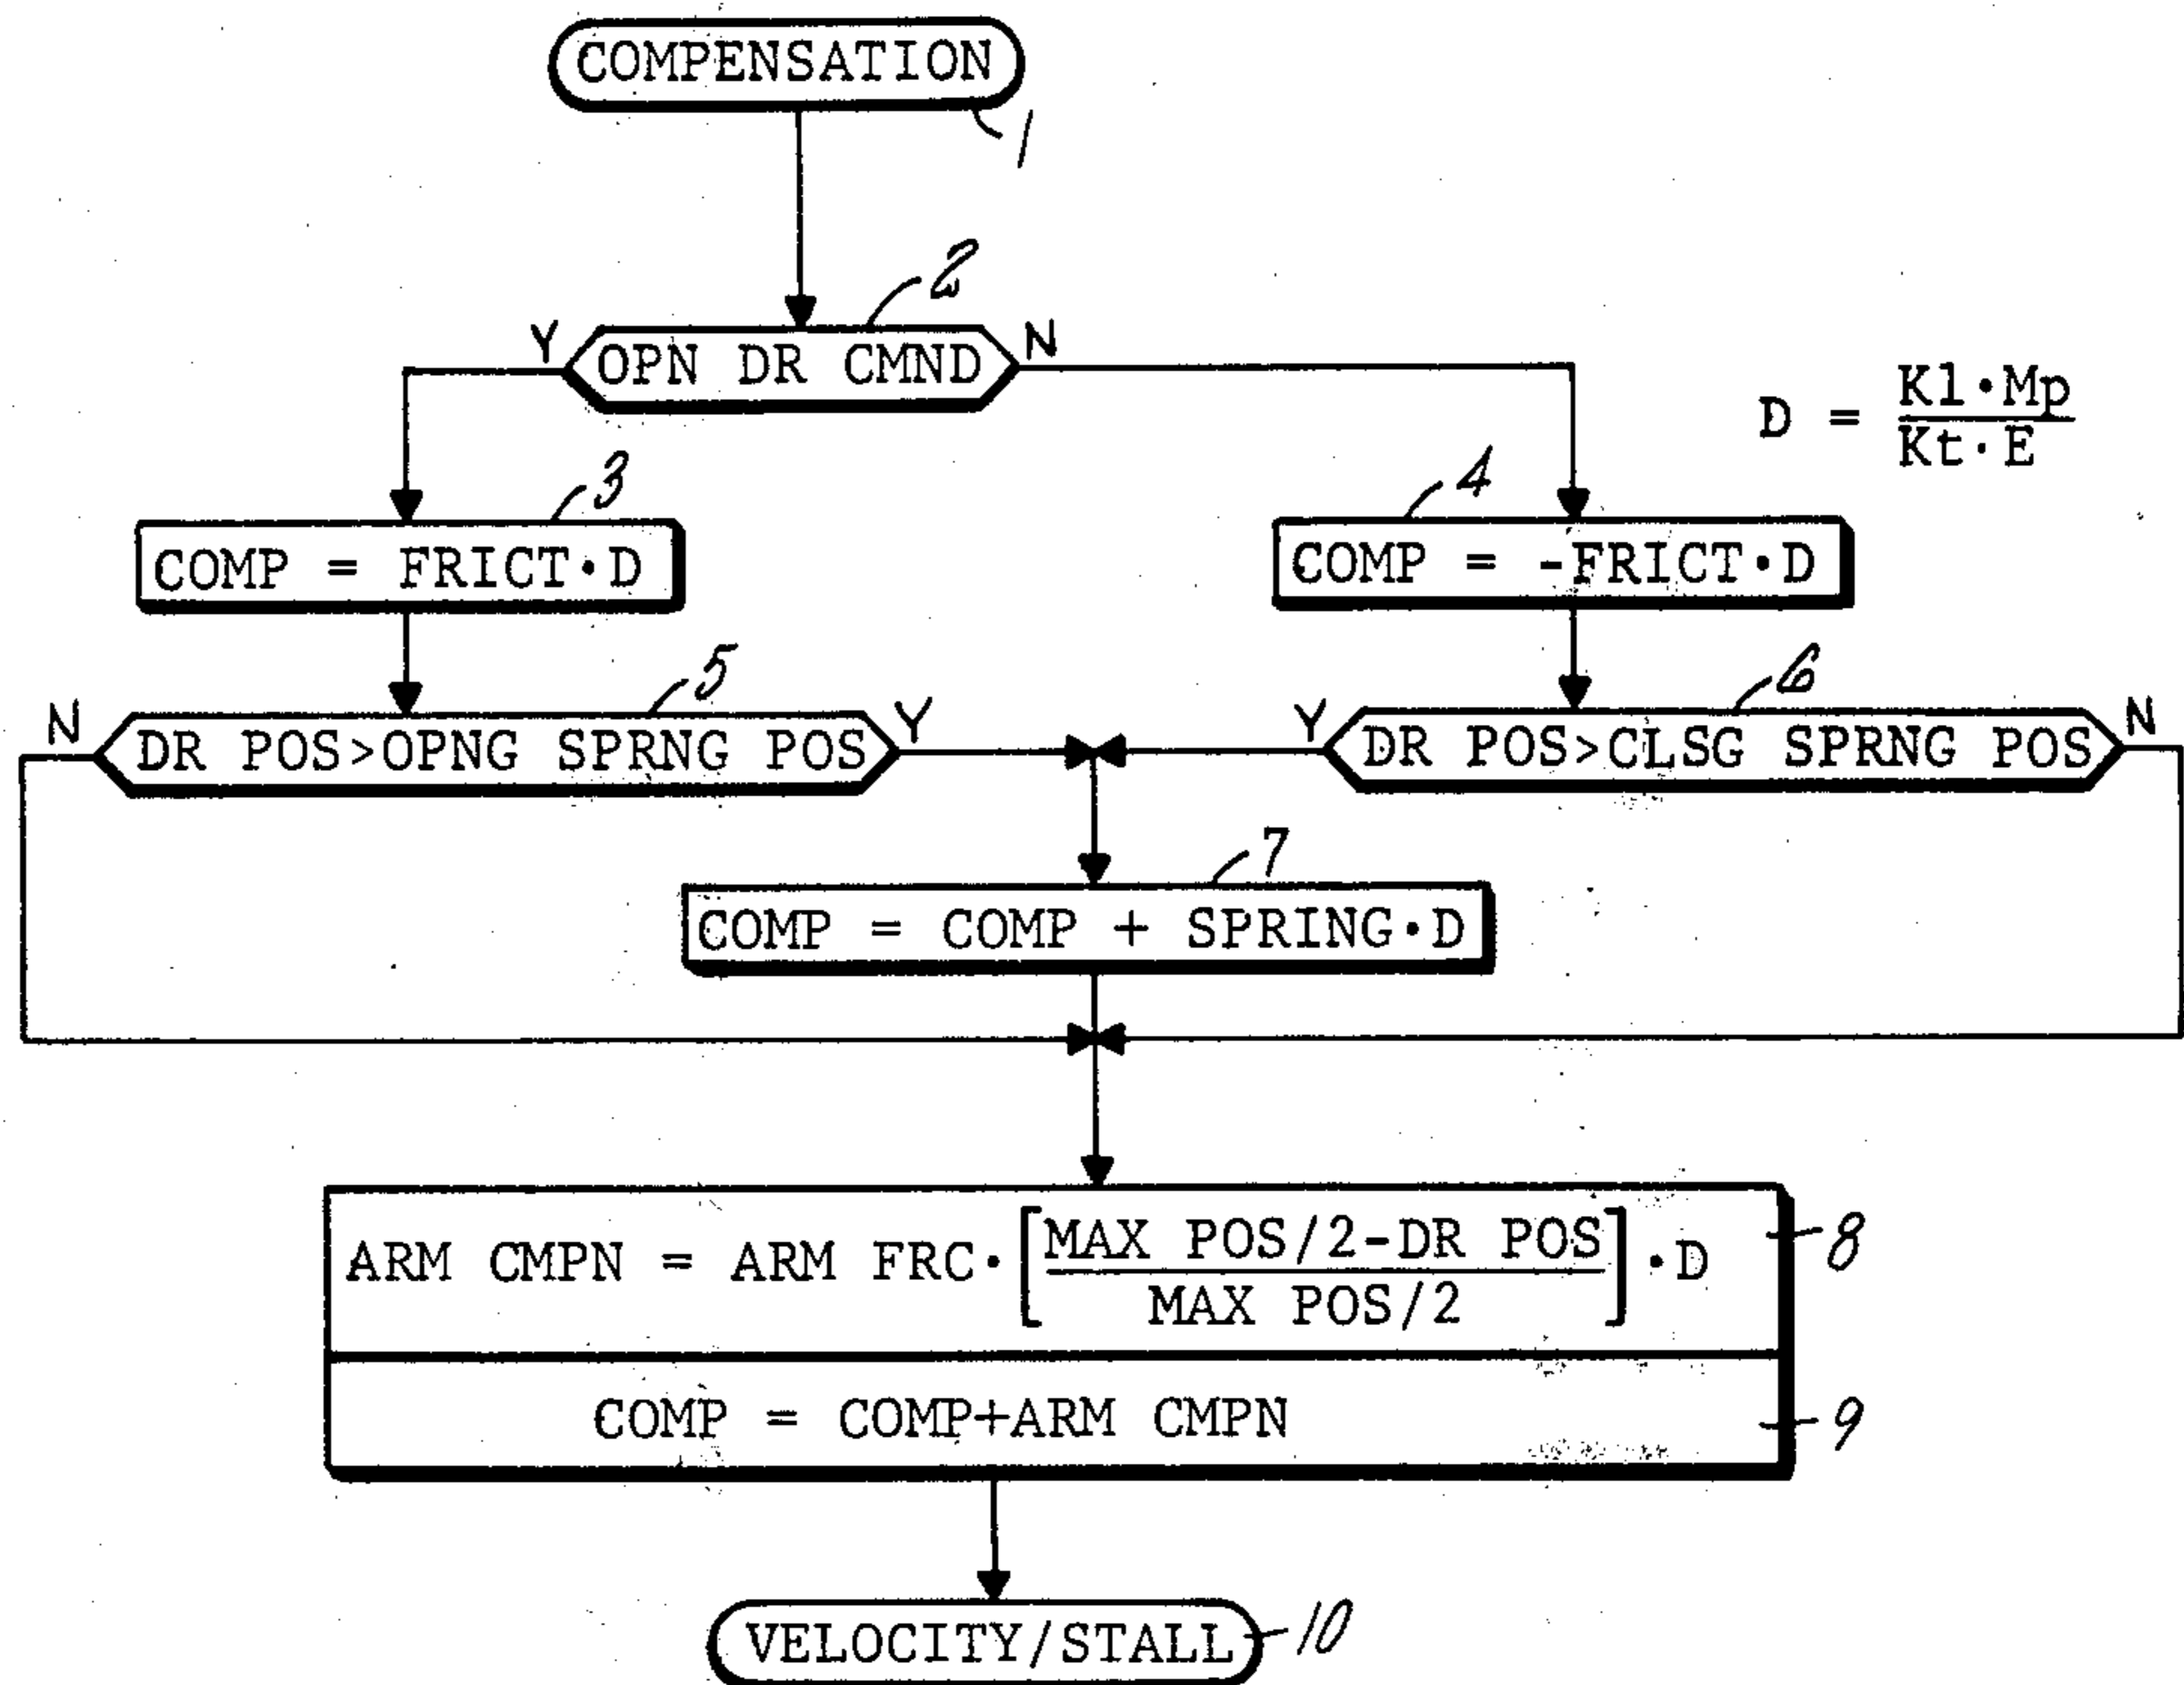 COMPENSATION
1
2
Y
OPN DR CMND
N
D = K1·Mp
Kt·E
3
4
COMP = FRICT·D
COMP = -FRICT·D
5
6
N
DR POS>OPNG SPRNG POS
Y
Y
DR POS>CLSG SPRNG POS
N
7
COMP = COMP + SPRING·D
ARM CMPN = ARM FRC·[MAX POS/2-DR POS
MAX POS/2]·D
8
COMP = COMP+ARM CMPN
9
VELOCITY/STALL
10